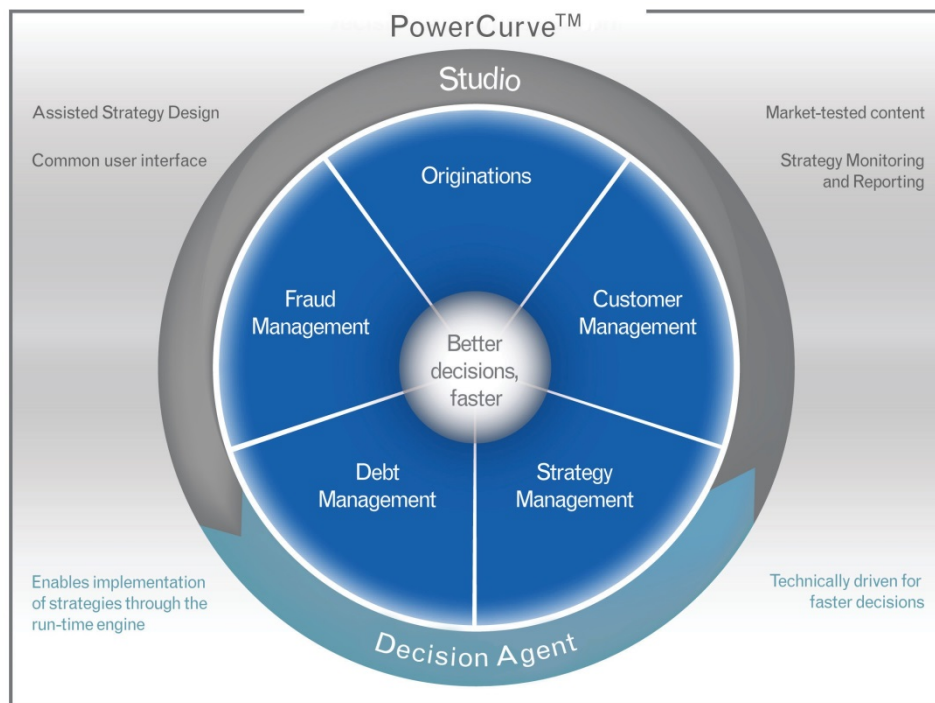 PowerCurve™
Studio
Assisted Strategy Design
Common user interface
Market-tested content
Strategy Monitoring
and Reporting
Originations
Fraud
Management
Customer
Management
Better
decisions,
faster
Debt
Management
Strategy
Management
Enables implementation
of strategies through the
run-time engine
Technically driven for
faster decisions
Decision Agent